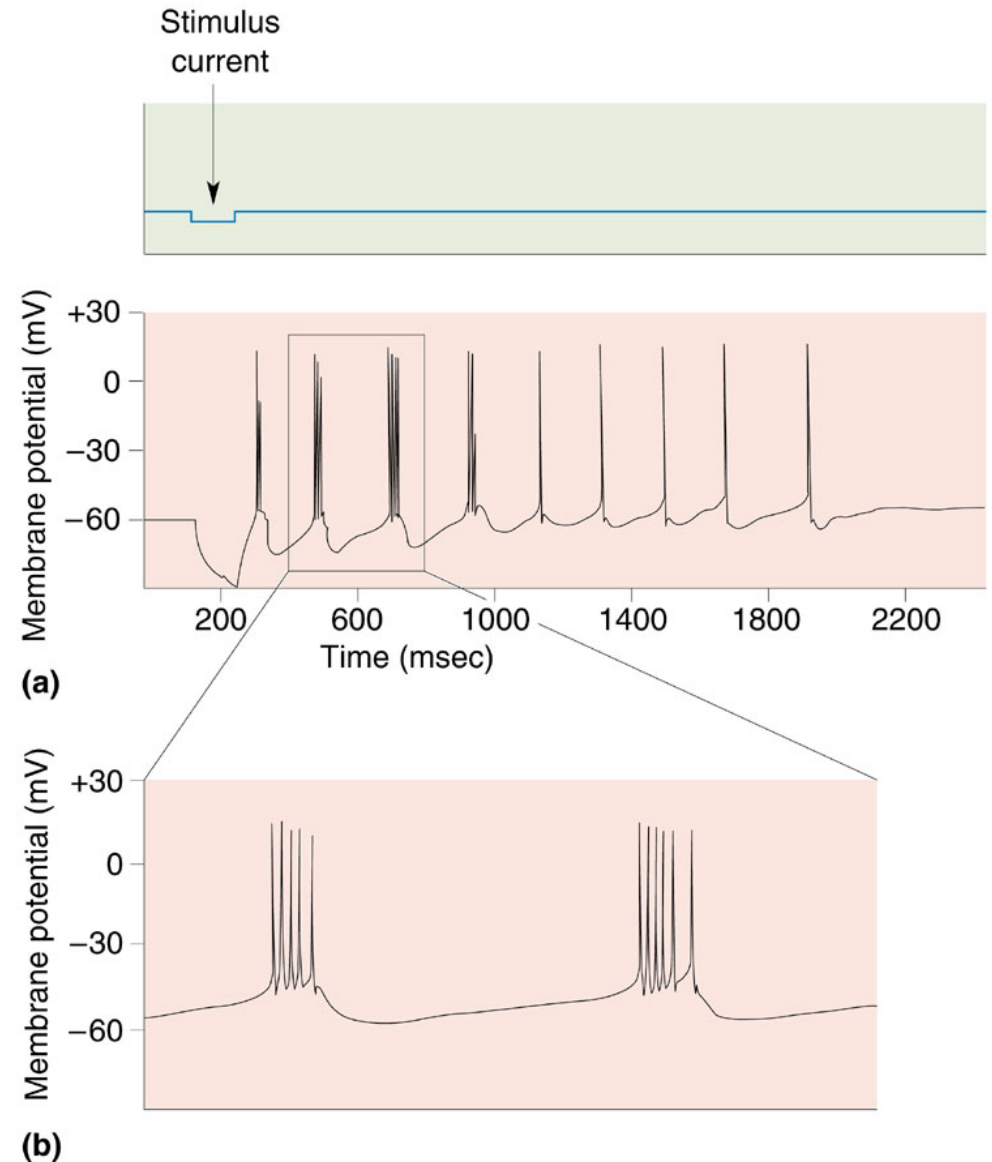 Stimulus
current
Membrane potential (mV)
+30
0
−30
−60
200 600 1000 1400 1800 2200
Time (msec)
(a)
Membrane potential (mV)
+30
0
−30
−60
(b)